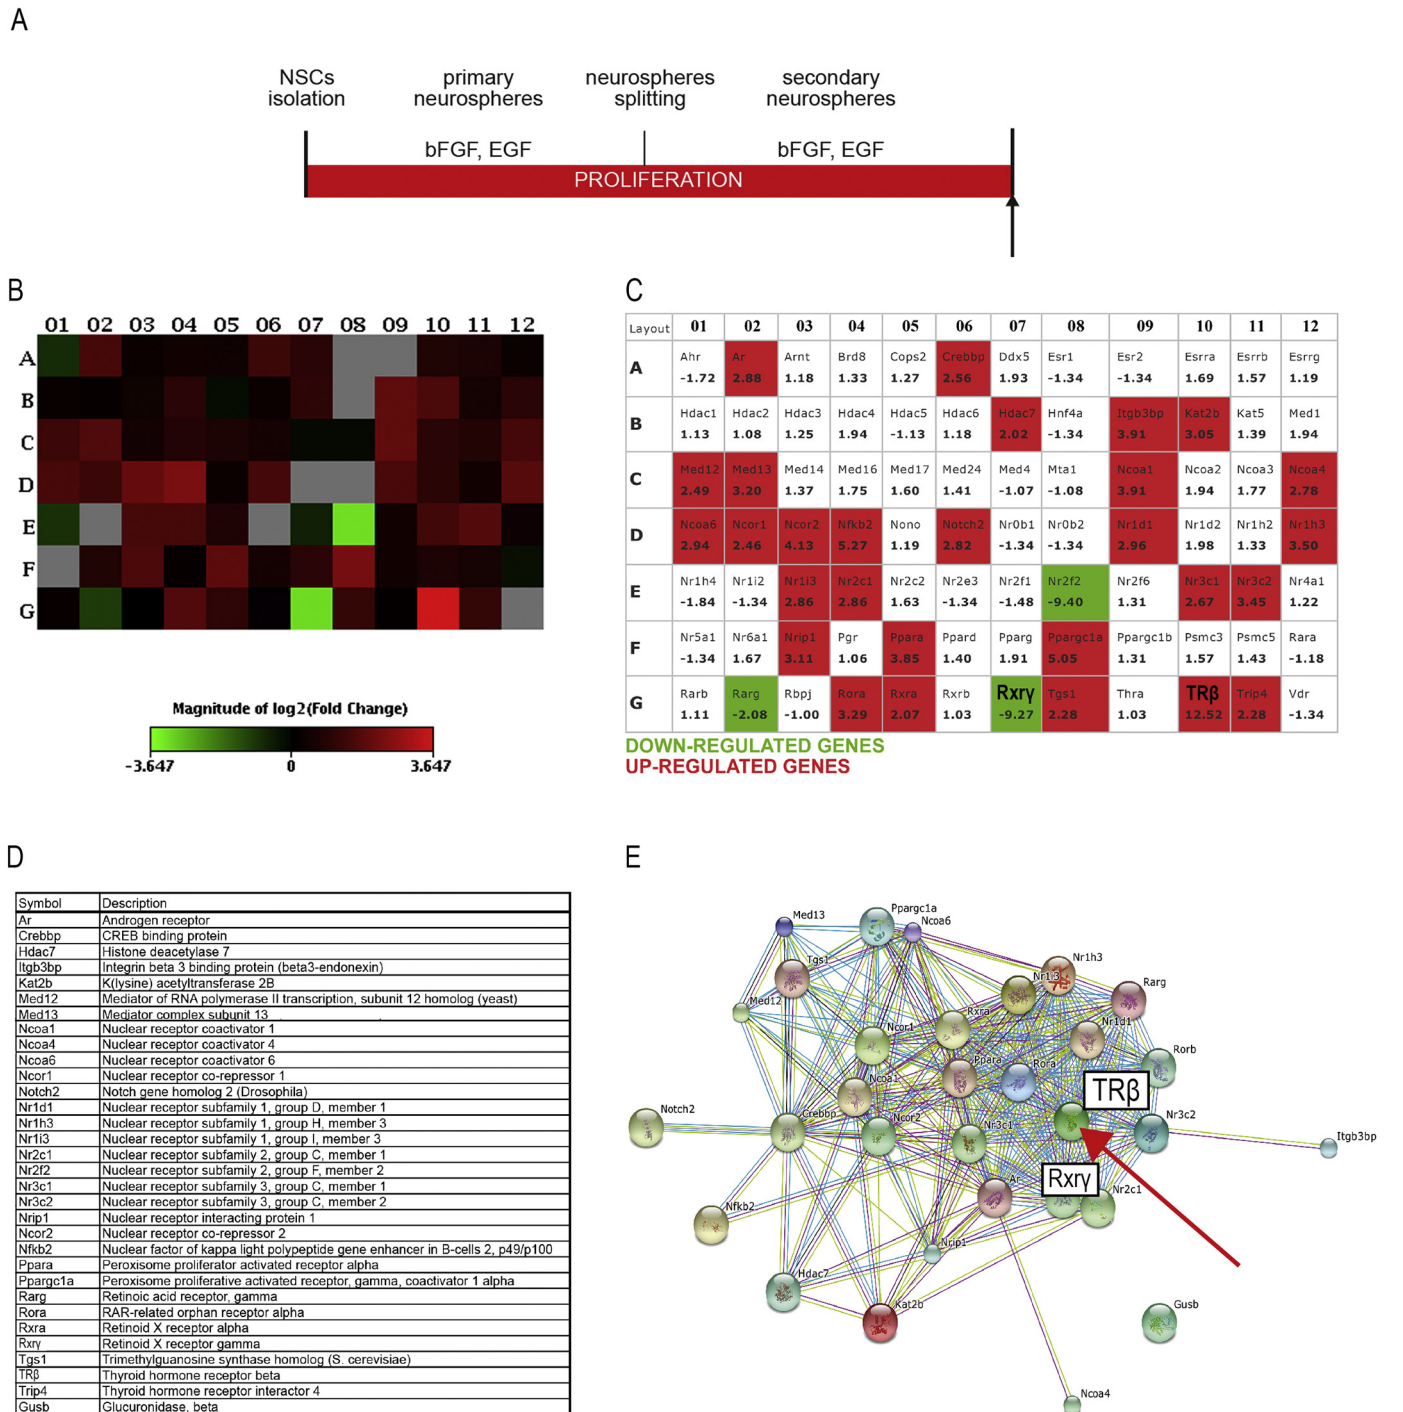 A
NSCs isolation
primary neurospheres
neurospheres splitting
secondary neurospheres
bFGF, EGF
bFGF, EGF
PROLIFERATION
B
01 02 03 04 05 06 07 08 09 10 11 12
A
B
C
D
E
F
G
Magnitude of log2(Fold Change)
-3.647 0 3.647
C
Layout 01 02 03 04 05 06 07 08 09 10 11 12
A
Ahr Ar Arnt Brd8 Cops2 Crebbp Ddx5 Esr1 Esr2 Esrra Esrrb Esrrg
-1.72 2.88 1.18 1.33 1.27 2.56 1.93 -1.34 -1.34 1.69 1.57 1.19
B
Hdac1 Hdac2 Hdac3 Hdac4 Hdac5 Hdac6 Hdac7 Hnf4a Itgb3bp Kat2b Kat5 Med1
1.13 1.08 1.25 1.94 -1.13 1.18 2.02 -1.34 3.91 3.05 1.39 1.94
C
Med12 Med13 Med14 Med16 Med17 Med24 Med4 Mta1 Ncoa1 Ncoa2 Ncoa3 Ncoa4
2.49 3.20 1.37 1.75 1.60 1.41 -1.07 -1.08 3.91 1.94 1.77 2.78
D
Ncoa6 Ncor1 Ncor2 Nfkb2 Nono Notch2 Nr0b1 Nr0b2 Nr1d1 Nr1d2 Nr1h2 Nr1h3
2.94 2.46 4.13 5.27 1.19 2.82 -1.34 -1.34 2.96 1.98 1.33 3.50
E
Nr1h4 Nr1i2 Nr1i3 Nr2c1 Nr2c2 Nr2e3 Nr2f1 Nr2f2 Nr2f6 Nr3c1 Nr3c2 Nr4a1
-1.84 -1.34 2.86 2.86 1.63 -1.34 -1.48 -9.40 1.31 2.67 3.45 1.22
F
Nr5a1 Nr6a1 Nrip1 Pgr Ppara Ppard Pparg Ppargc1a Ppargc1b Psmc3 Psmc5 Rara
-1.34 1.67 3.11 1.06 3.85 1.40 1.91 5.05 1.31 1.57 1.43 -1.18
G
Rarb Rarg Rbpj Rora Rxra Rxrb Rxrγ Tgs1 Thra TRβ Trip4 Vdr
1.11 -2.08 -1.00 3.29 2.07 1.03 -9.27 2.28 1.03 12.52 2.28 -1.34
DOWN-REGULATED GENES
UP-REGULATED GENES
D
Symbol Description
Ar Androgen receptor
Crebbp CREB binding protein
Hdac7 Histone deacetylase 7
Itgb3bp Integrin beta 3 binding protein (beta3-endonexin)
Kat2b K(lysine) acetyltransferase 2B
Med12 Mediator of RNA polymerase II transcription, subunit 12 homolog (yeast)
Med13 Mediator complex subunit 13
Ncoa1 Nuclear receptor coactivator 1
Ncoa4 Nuclear receptor coactivator 4
Ncoa6 Nuclear receptor coactivator 6
Ncor1 Nuclear receptor co-repressor 1
Notch2 Notch gene homolog 2 (Drosophila)
Nr1d1 Nuclear receptor subfamily 1, group D, member 1
Nr1h3 Nuclear receptor subfamily 1, group H, member 3
Nr1i3 Nuclear receptor subfamily 1, group I, member 3
Nr2c1 Nuclear receptor subfamily 2, group C, member 1
Nr2f2 Nuclear receptor subfamily 2, group F, member 2
Nr3c1 Nuclear receptor subfamily 3, group C, member 1
Nr3c2 Nuclear receptor subfamily 3, group C, member 2
Nrip1 Nuclear receptor interacting protein 1
Ncor2 Nuclear receptor co-repressor 2
Nfkb2 Nuclear factor of kappa light polypeptide gene enhancer in B-cells 2, p49/p100
Ppara Peroxisome proliferator activated receptor alpha
Ppargc1a Peroxisome proliferative activated receptor, gamma, coactivator 1 alpha
Rarg Retinoic acid receptor, gamma
Rora RAR-related orphan receptor alpha
Rxra Retinoid X receptor alpha
Rxrγ Retinoid X receptor gamma
Tgs1 Trimethylguanosine synthase homolog (S. cerevisiae)
TRβ Thyroid hormone receptor beta
Trip4 Thyroid hormone receptor interactor 4
Gusb Glucuronidase, beta
E
Med13
Ppargc1a
Ncoa6
Tgs1
Nr1h3
Nr1i3
Rarg
Med12
Rxra
Ncor1
Nr1d1
Rorb
Ppara
Rora
Ncoa1
TRβ
Notch2
Crebbp
Ncor2
Nr3c1
Nr3c2
Itgb3bp
Ar
Rxrγ
Nr2c1
Nfkb2
Nrip1
Hdac7
Kat2b
Gusb
Ncoa4